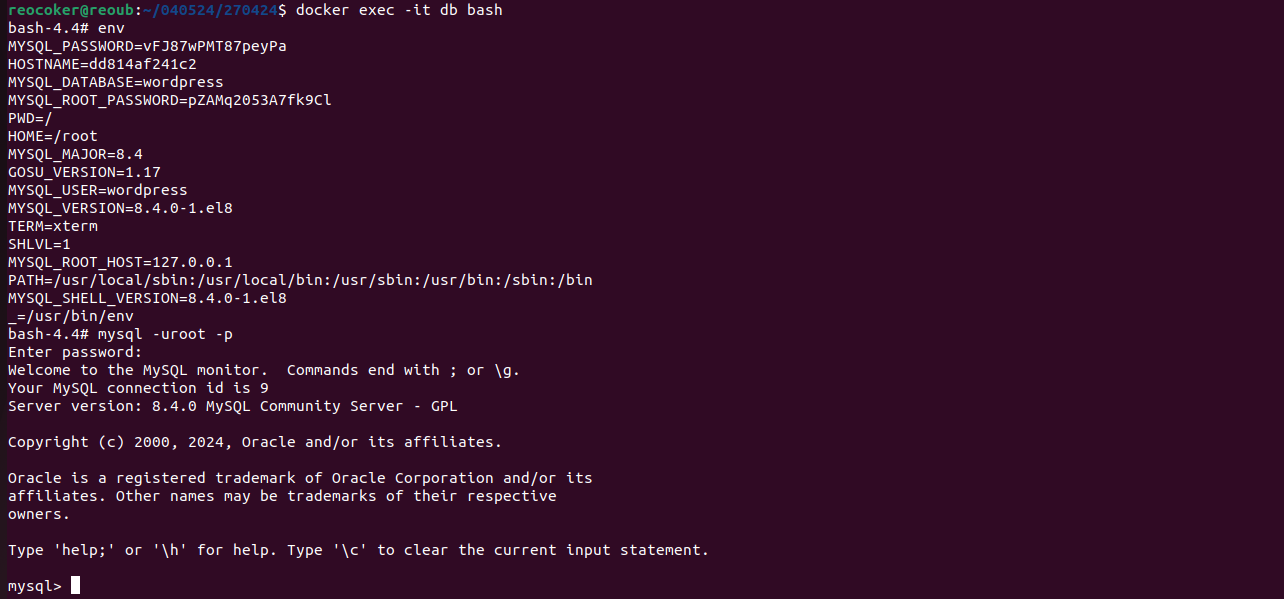 reocoker@reoub:~/040524/270424$ docker exec -it db bash
bash-4.4# env
MYSQL_PASSWORD=vFJ87wPMT87peyPa
HOSTNAME=dd814af241c2
MYSQL_DATABASE=wordpress
MYSQL_ROOT_PASSWORD=pZAMq2053A7fk9Cl
PWD=/
HOME=/root
MYSQL_MAJOR=8.4
GOSU_VERSION=1.17
MYSQL_USER=wordpress
MYSQL_VERSION=8.4.0-1.el8
TERM=xterm
SHLVL=1
MYSQL_ROOT_HOST=127.0.0.1
PATH=/usr/local/sbin:/usr/local/bin:/usr/sbin:/usr/bin:/sbin:/bin
MYSQL_SHELL_VERSION=8.4.0-1.el8
_=/usr/bin/env
bash-4.4# mysql -uroot -p
Enter password:
Welcome to the MySQL monitor.  Commands end with ; or \g.
Your MySQL connection id is 9
Server version: 8.4.0 MySQL Community Server - GPL

Copyright (c) 2000, 2024, Oracle and/or its affiliates.

Oracle is a registered trademark of Oracle Corporation and/or its
affiliates. Other names may be trademarks of their respective
owners.

Type 'help;' or '\h' for help. Type '\c' to clear the current input statement.

mysql>